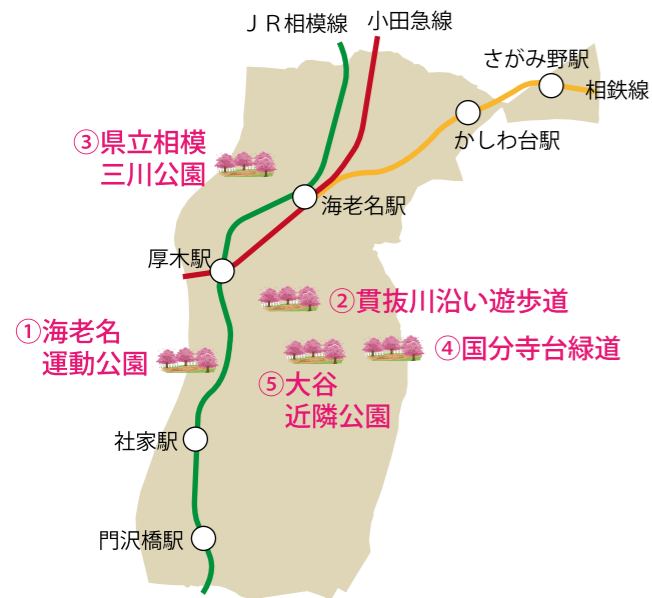 ＪＲ相模線
小田急線
さがみ野駅
相鉄線
かしわ台駅
③県立相模
三川公園
海老名駅
厚木駅
②貫抜川沿い遊歩道
①海老名
運動公園
④国分寺台緑道
⑤大谷
近隣公園
社家駅
門沢橋駅